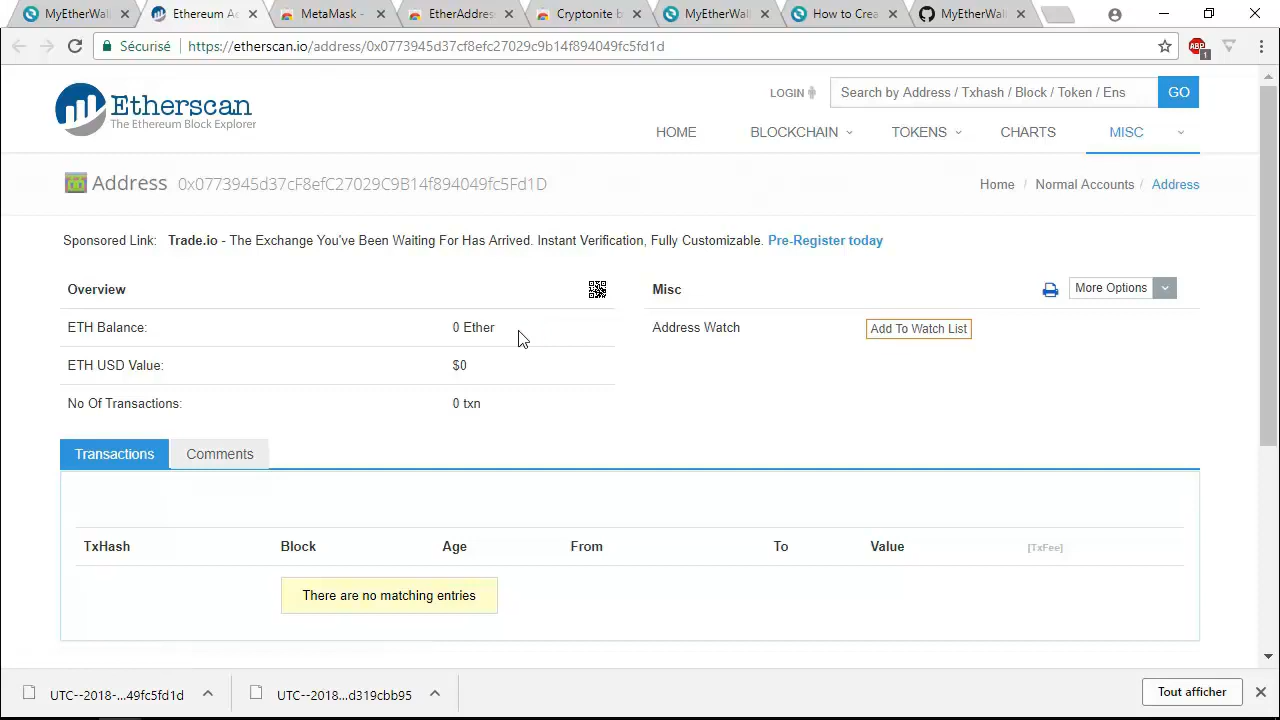 MyEtherWal
Ethereum Ac
MetaMask -
EtherAddres
Cryptonite b
MyEtherWal
How to Crea
MyEtherWal
Sécurisé
https://etherscan.io/address/0x0773945d37cf8efc27029c9b14f894049fc5fd1d
ABP
1
Etherscan
The Ethereum Block Explorer
LOGIN
Search by Address / Txhash / Block / Token / Ens
GO
HOME
BLOCKCHAIN
TOKENS
CHARTS
MISC
Address 0x0773945d37cF8efC27029C9B14f894049fc5Fd1D
Home / Normal Accounts / Address
Sponsored Link: Trade.io - The Exchange You've Been Waiting For Has Arrived. Instant Verification, Fully Customizable. Pre-Register today
Overview
ETH Balance: 0 Ether
ETH USD Value: $0
No Of Transactions: 0 txn
Misc
More Options
Address Watch
Add To Watch List
Transactions
Comments
TxHash Block Age From To Value [TxFee]
There are no matching entries
UTC--2018-...49fc5fd1d
UTC--2018...d319cbb95
Tout afficher